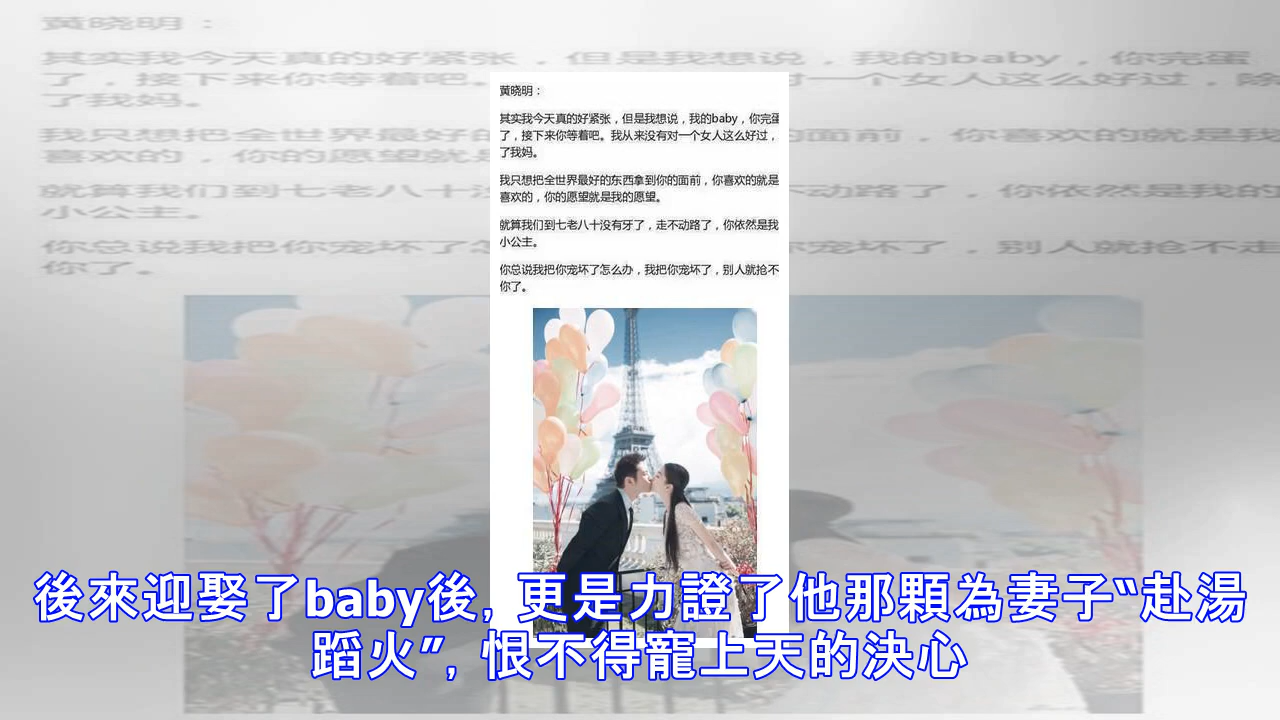 黄晓明：
其实我今天真的好紧张，但是我想说，我的baby，你完蛋
了，接下来你等着吧。我从来没有对一个女人这么好过，
了我妈。
我只想把全世界最好的东西拿到你的面前，你喜欢的就是
喜欢的，你的愿望就是我的愿望。
就算我们到七老八十没有牙了，走不动路了，你依然是我
小公主。
你总说我把你宠坏了怎么办，我把你宠坏了，别人就抢不
你了。
後來迎娶了baby後, 更是力證了他那顆為妻子“赴湯
蹈火”, 恨不得寵上天的決心